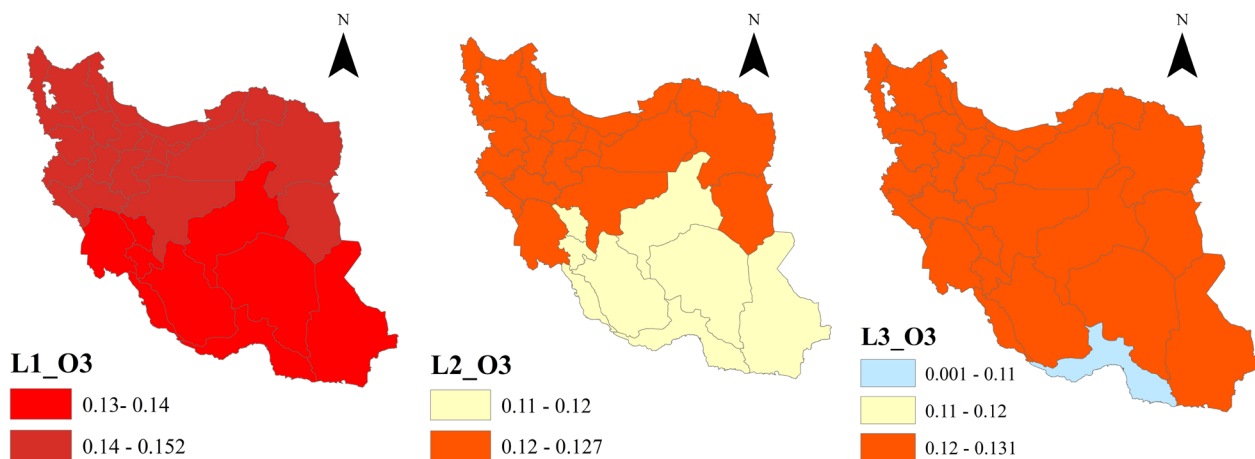 N
N
N
L1_O3
0.13- 0.14
0.14 - 0.152
L2_O3
0.11 - 0.12
0.12 - 0.127
L3_O3
0.001 - 0.11
0.11 - 0.12
0.12 - 0.131